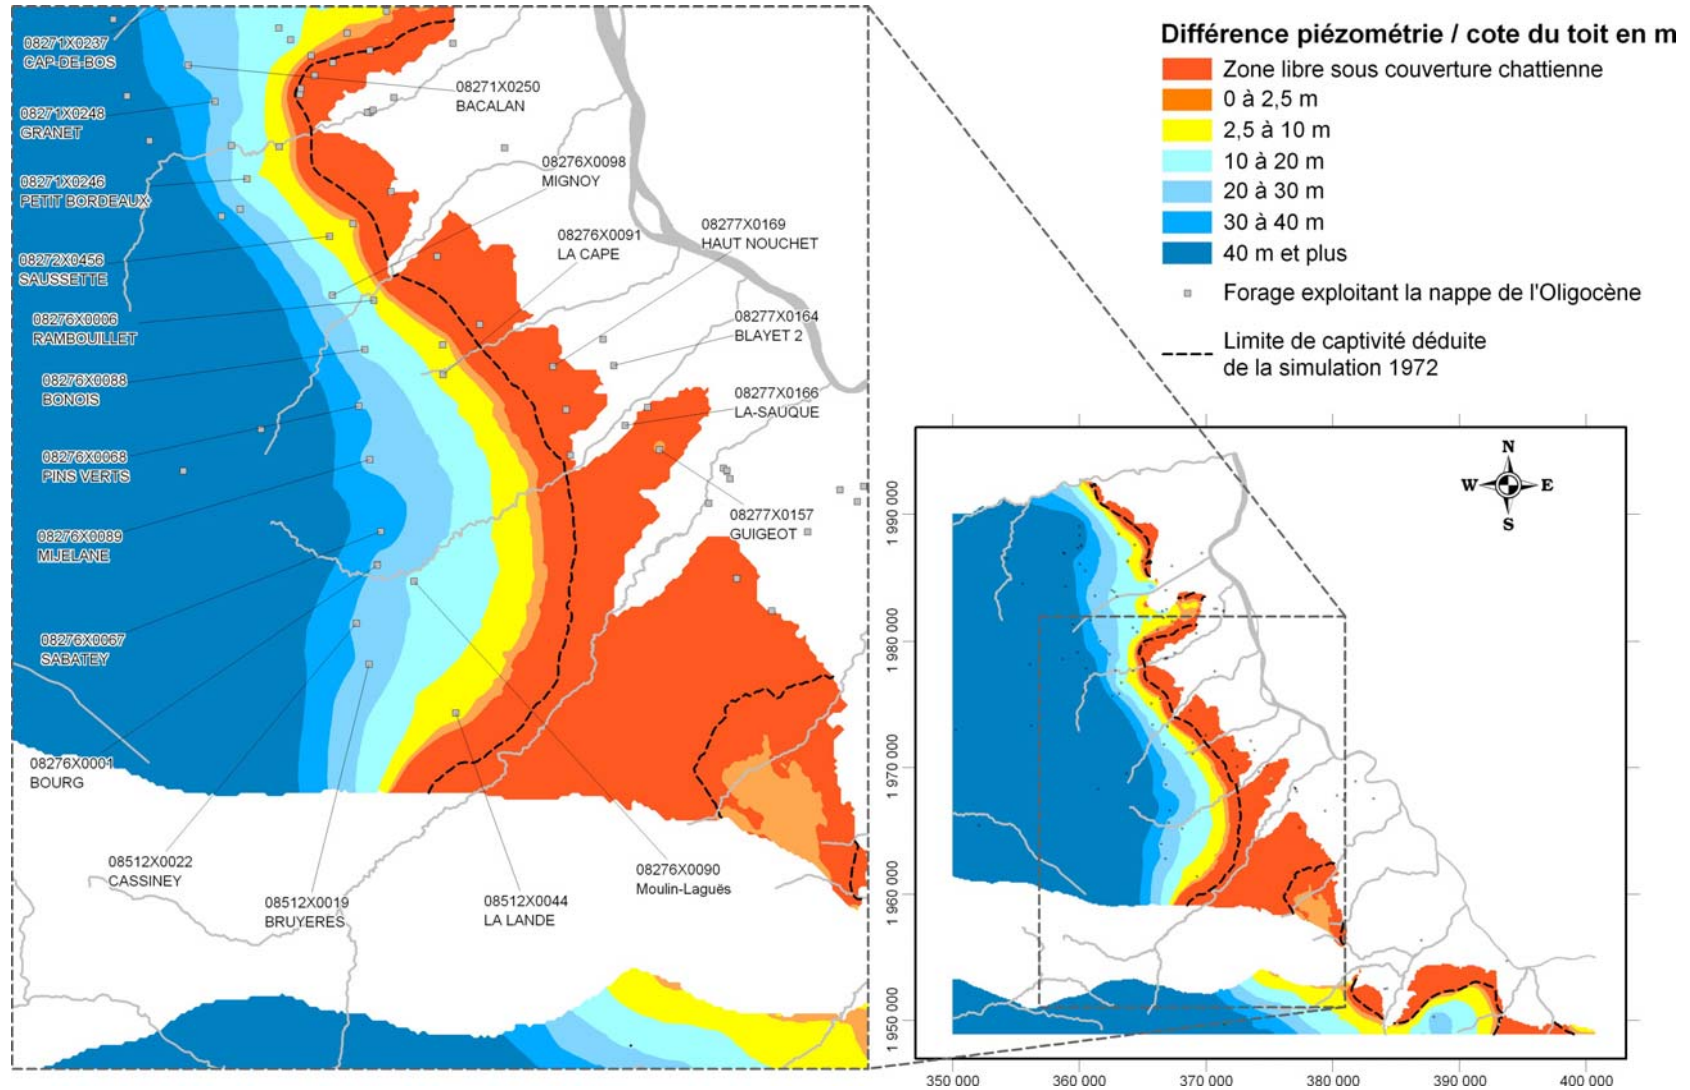 Différence piézométrie / cote du toit en m
Zone libre sous couverture chattienne
0 à 2,5 m
2,5 à 10 m
10 à 20 m
20 à 30 m
30 à 40 m
40 m et plus
Forage exploitant la nappe de l'Oligocène
Limite de captivité déduite
de la simulation 1972
08271X0237
CAP-DE-BOS
08271X0250
BACALAN
08271X0248
GRANET
08276X0098
MIGNOY
08271X0246
PETIT BORDEAUX
08277X0169
HAUT NOUCHET
08276X0091
LA CAPE
08272X0456
SAUSSETTE
08276X0006
RAMBOUILLET
08277X0164
BLAYET 2
08276X0088
BONOIS
08277X0166
LA-SAUQUE
08276X0068
PINS VERTS
08277X0157
GUIGEOT
08276X0089
MIJELANE
08276X0067
SABATEY
08276X0001
BOURG
08512X0022
CASSINEY
08276X0090
Moulin-Laguës
08512X0019
BRUYERES
08512X0044
LA LANDE
N
W
E
S
1 990 000
1 980 000
1 970 000
1 960 000
1 950 000
350 000
360 000
370 000
380 000
390 000
400 000